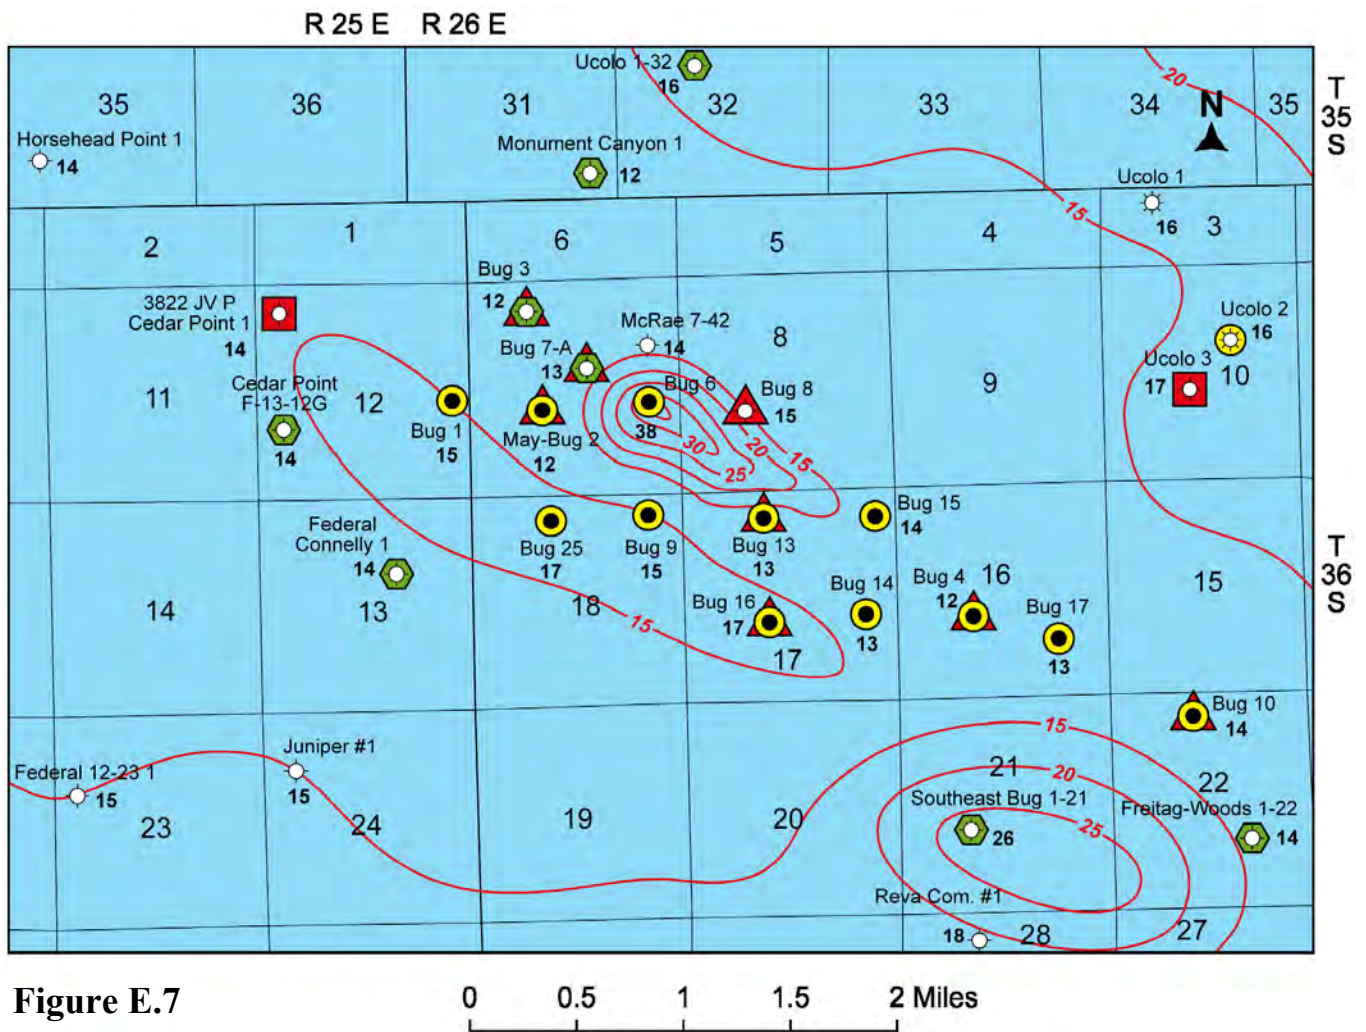 R 25 E R 26 E
Ucolo 1-32
16
20
T
35
S
35
36
31
32
33
34
35
N
Horsehead Point 1
14
Monument Canyon 1
12
Ucolo 1
16
15
2
1
6
5
4
3
Bug 3
12
3822 JV P
Cedar Point 1
14
McRae 7-42
14
8
Ucolo 2
16
Bug 7-A
13
Ucolo 3
17
10
Cedar Point
F-13-12G
14
11
12
9
Bug 6
38
Bug 8
15
Bug 1
15
May-Bug 2
12
30
25
20
15
Federal
Connelly 1
14
13
Bug 25
17
Bug 9
15
Bug 13
13
Bug 15
14
T
36
S
14
18
15
Bug 16
17
17
Bug 14
13
Bug 4
12
16
Bug 17
13
15
Bug 10
14
22
15
20
21
Juniper #1
15
Federal 12-23 1
15
23
24
19
20
Southeast Bug 1-21
26
25
Freitag-Woods 1-22
14
Reva Com. #1
18
28
27
Figure E.7
0 0.5 1 1.5 2 Miles